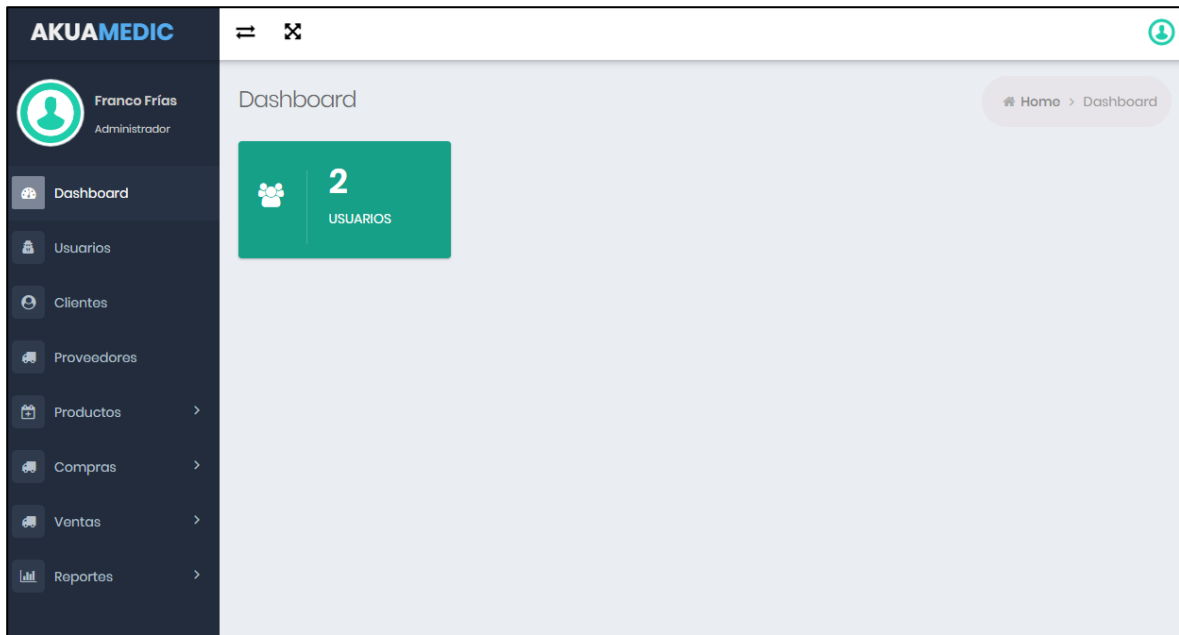 AKUAMEDIC
Franco Frías
Administrador
Dashboard
Usuarios
Clientes
Proveedores
Productos
Compras
Ventas
Reportes
Dashboard
Home > Dashboard
2
USUARIOS